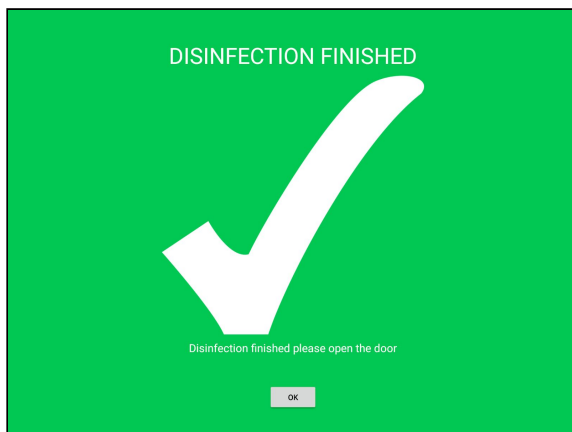 DISINFECTION FINISHED
Disinfection finished please open the door
OK